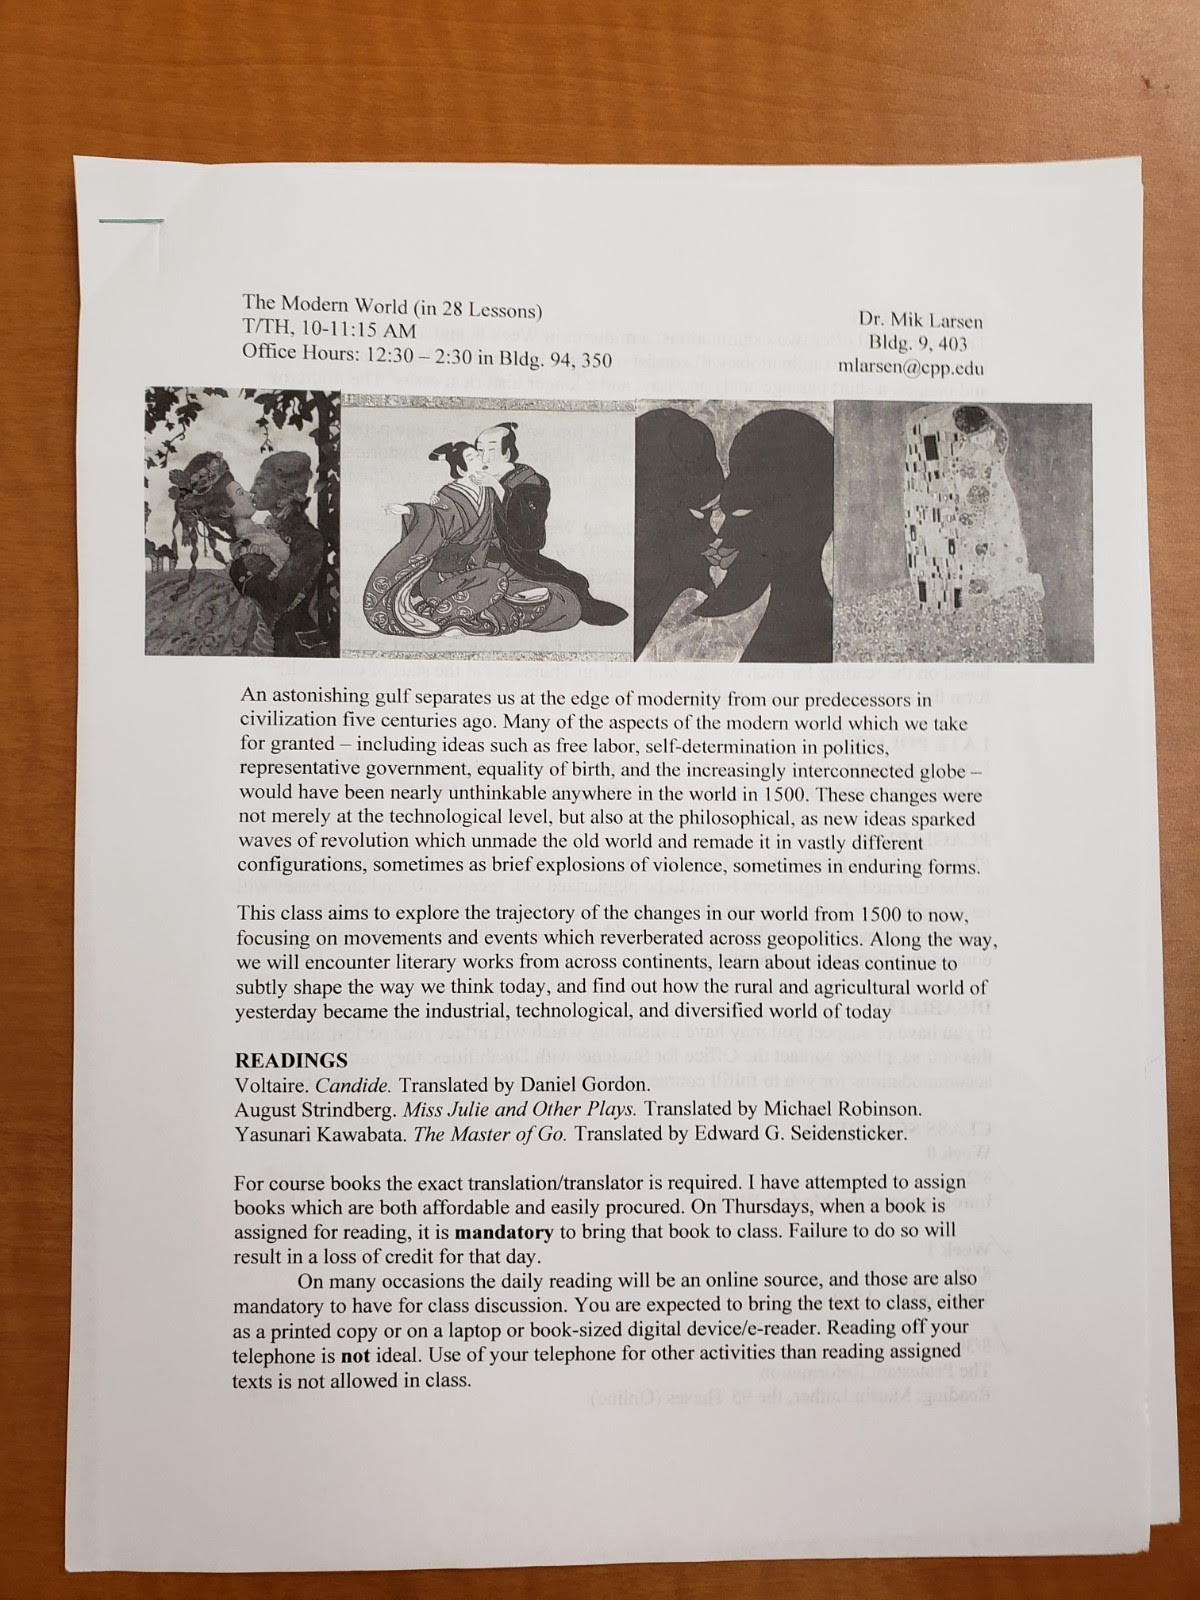 The Modern World (in 28 Lessons)
T/TH, 10-11:15 AM
Office Hours: 12:30 – 2:30 in Bldg. 94, 350
Dr. Mik Larsen
Bldg. 9, 403
mlarsen@cpp.edu
An astonishing gulf separates us at the edge of modernity from our predecessors in
civilization five centuries ago. Many of the aspects of the modern world which we take
for granted – including ideas such as free labor, self-determination in politics,
representative government, equality of birth, and the increasingly interconnected globe –
would have been nearly unthinkable anywhere in the world in 1500. These changes were
not merely at the technological level, but also at the philosophical, as new ideas sparked
waves of revolution which unmade the old world and remade it in vastly different
configurations, sometimes as brief explosions of violence, sometimes in enduring forms.
This class aims to explore the trajectory of the changes in our world from 1500 to now,
focusing on movements and events which reverberated across geopolitics. Along the way,
we will encounter literary works from across continents, learn about ideas continue to
subtly shape the way we think today, and find out how the rural and agricultural world of
yesterday became the industrial, technological, and diversified world of today
READINGS
Voltaire. Candide. Translated by Daniel Gordon.
August Strindberg. Miss Julie and Other Plays. Translated by Michael Robinson.
Yasunari Kawabata. The Master of Go. Translated by Edward G. Seidensticker.
For course books the exact translation/translator is required. I have attempted to assign
books which are both affordable and easily procured. On Thursdays, when a book is
assigned for reading, it is mandatory to bring that book to class. Failure to do so will
result in a loss of credit for that day.
On many occasions the daily reading will be an online source, and those are also
mandatory to have for class discussion. You are expected to bring the text to class, either
as a printed copy or on a laptop or book-sized digital device/e-reader. Reading off your
telephone is not ideal. Use of your telephone for other activities than reading assigned
texts is not allowed in class.